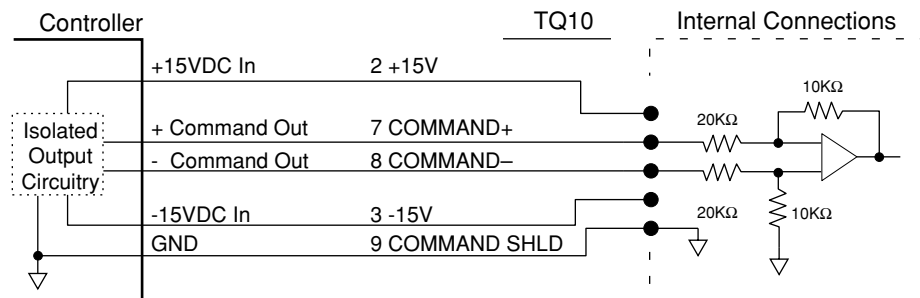 Controller
TQ10
Internal Connections
+15VDC In
2 +15V
10KΩ
20KΩ
Isolated
Output
Circuitry
+ Command Out
7 COMMAND+
- Command Out
8 COMMAND–
-15VDC In
3 -15V
20KΩ
10KΩ
GND
9 COMMAND SHLD